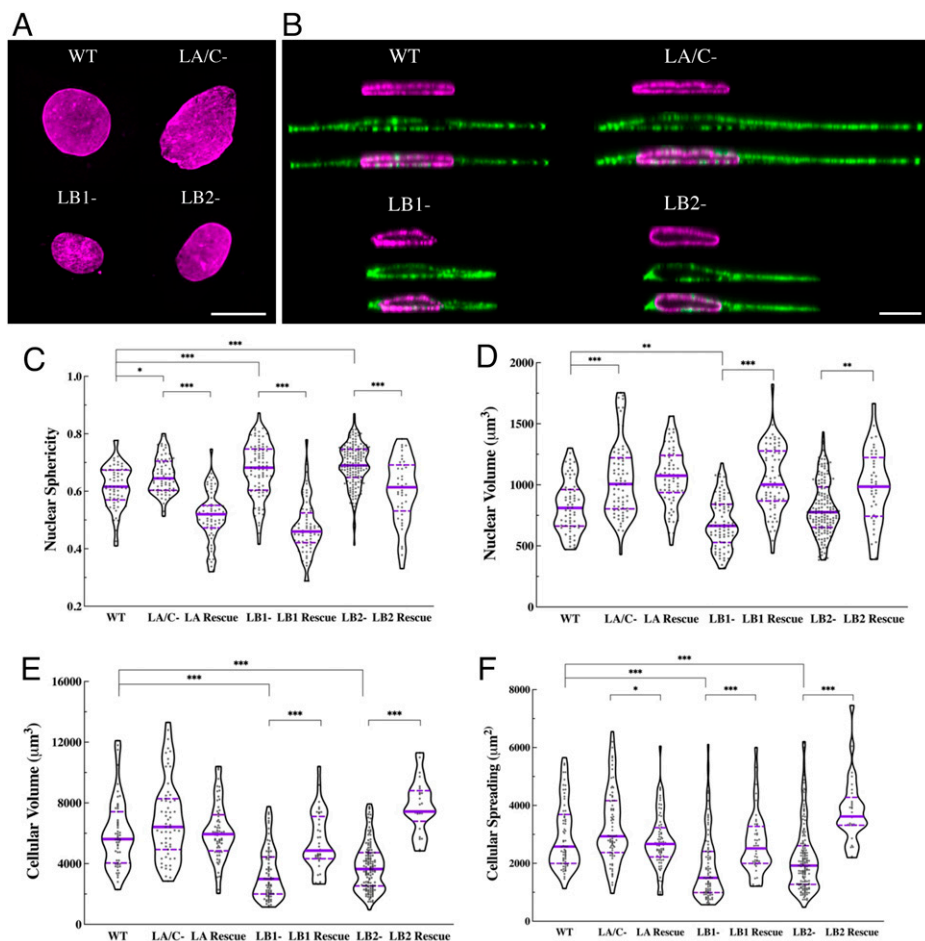 A
WT LA/C-
LB1- LB2-
B
WT LA/C-
LB1- LB2-
C
Nuclear Sphericity
1.0
0.8
0.6
0.4
0.2
*** 
***
*
***
***
***
WT LA/C- LA Rescue LB1- LB1 Rescue LB2- LB2 Rescue
D
Nuclear Volume (µm³)
2000
1500
1000
500
0
**
***
***
**
WT LA/C- LA Rescue LB1- LB1 Rescue LB2- LB2 Rescue
E
Cellular Volume (µm³)
16000
12000
8000
4000
0
***
***
***
***
WT LA/C- LA Rescue LB1- LB1 Rescue LB2- LB2 Rescue
F
Cellular Spreading (µm²)
8000
6000
4000
2000
0
***
***
*
***
***
WT LA/C- LA Rescue LB1- LB1 Rescue LB2- LB2 Rescue